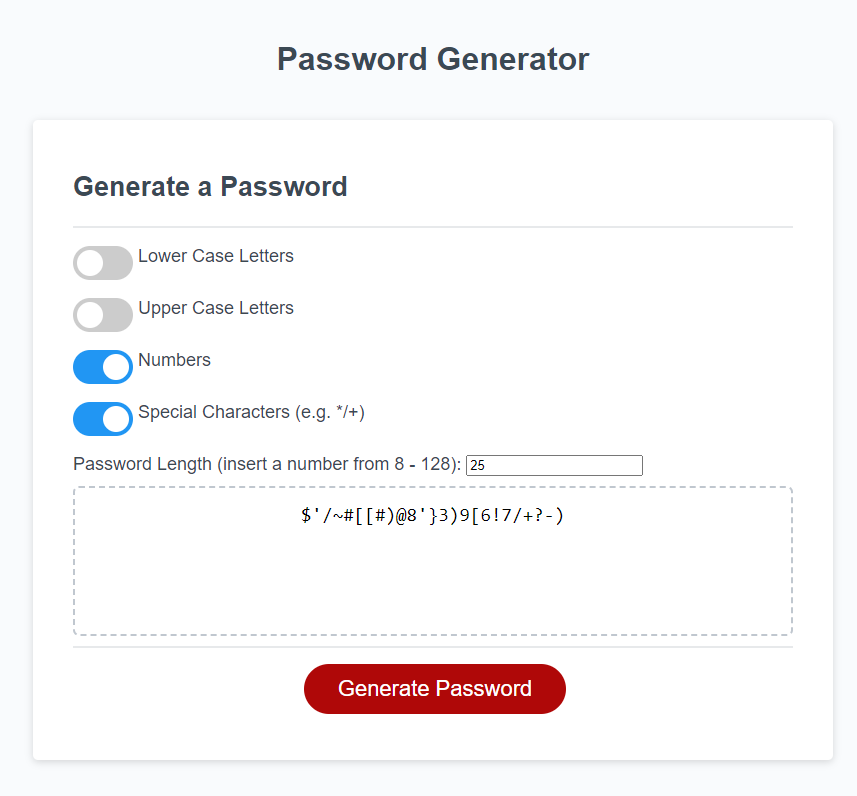 Password Generator
Generate a Password
Lower Case Letters
Upper Case Letters
Numbers
Special Characters (e.g. */+)
Password Length (insert a number from 8 - 128): 25
$'/~#[[#)@8'}3)9[6!7/+?-)
Generate Password